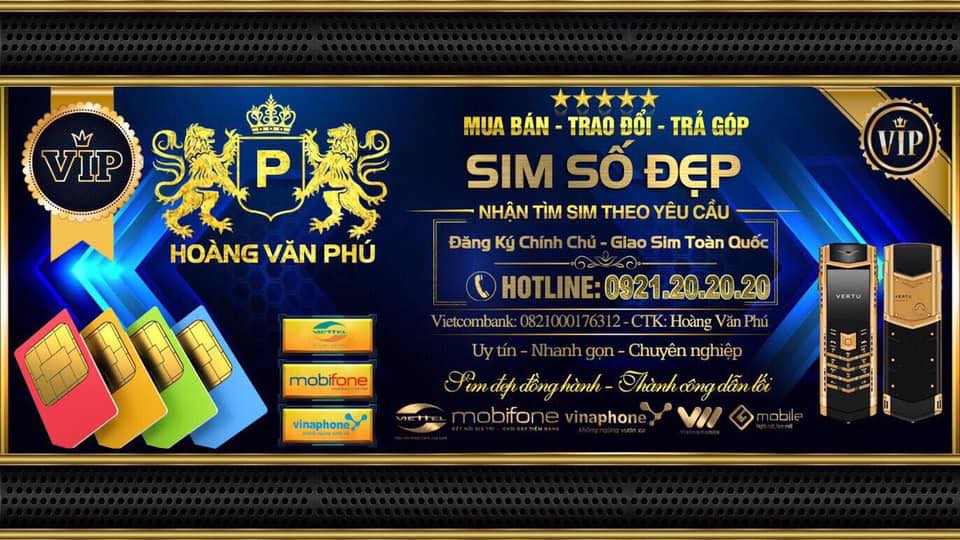 VIP
P
HOÀNG VĂN PHÚ
VIETTEL
mobifone
vinaphone
MUA BÁN - TRAO ĐỔI - TRẢ GÓP
SIM SỐ ĐẸP
NHẬN TÌM SIM THEO YÊU CẦU
Đăng Ký Chính Chủ - Giao Sim Toàn Quốc
HOTLINE: 0921.20.20.20
Vietcombank: 0821000176312 - CTK: Hoàng Văn Phú
Uy tín - Nhanh gọn - Chuyên nghiệp
Sim đẹp đồng hành - Thành công dẫn lối
VIETTEL mobifone vinaphone Vietnamobile Gmobile
VIP
VERTU
VERTU